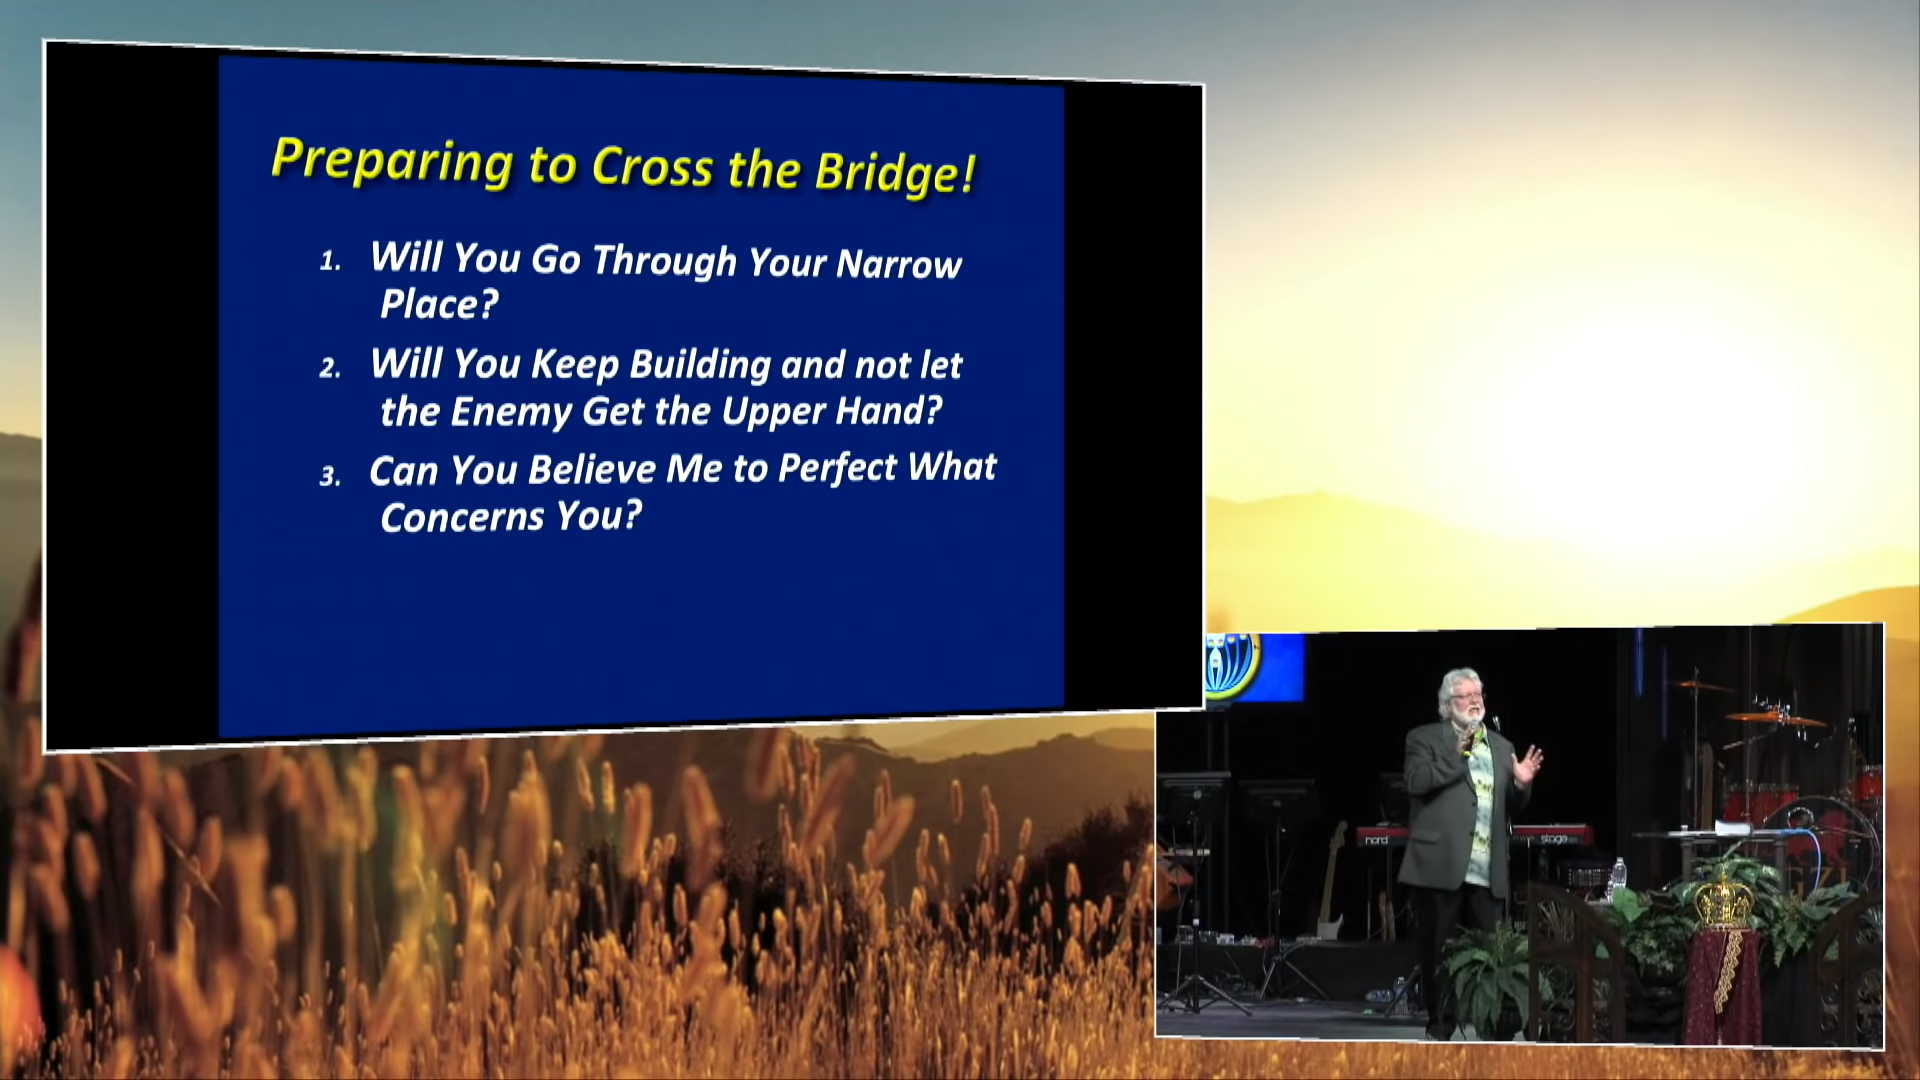 Preparing to Cross the Bridge!
1. Will You Go Through Your Narrow
Place?
2. Will You Keep Building and not let
the Enemy Get the Upper Hand?
3. Can You Believe Me to Perfect What
Concerns You?
nord
stage